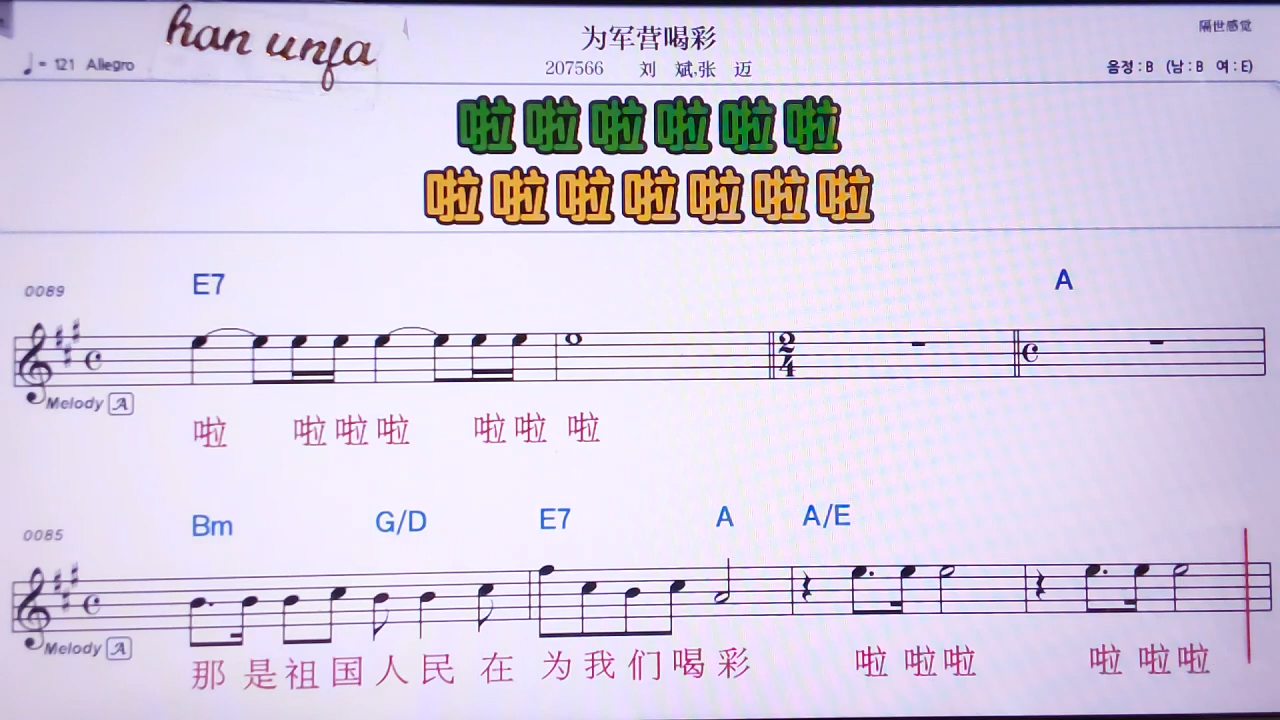 han unfa
为军营喝彩
隔世感觉
♩= 121 Allegro
207566 刘 斌,张 迈
음정 : B (남 : B 여 : E)
啦啦啦啦啦啦
啦啦啦啦啦啦啦
0089 E7 A
C 2/4 C
Melody A
啦 啦啦啦 啦啦 啦
0085 Bm G/D E7 A A/E
C
Melody A
那是祖国人民 在 为我们喝彩 啦 啦啦 啦 啦啦